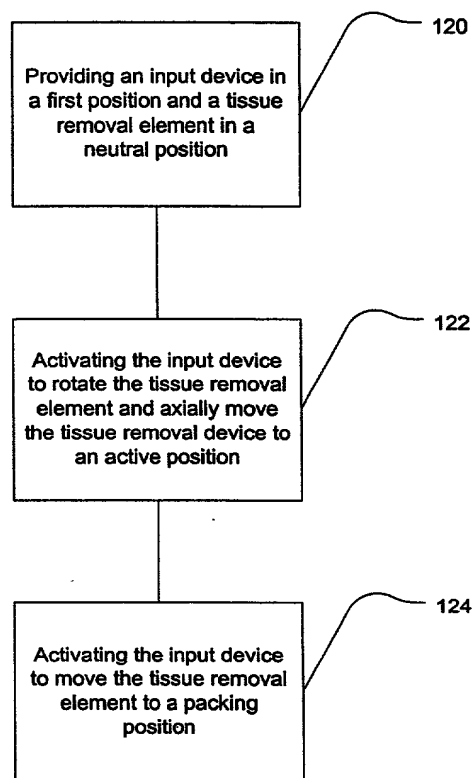 120
Providing an input device in
a first position and a tissue
removal element in a
neutral position
122
Activating the input device
to rotate the tissue removal
element and axially move
the tissue removal device to
an active position
124
Activating the input device
to move the tissue removal
element to a packing
position